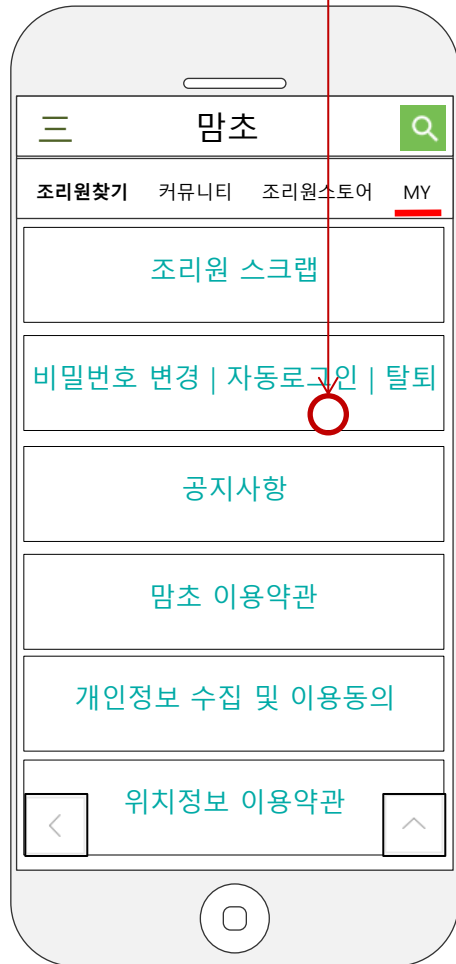 맘초
조리원찾기 커뮤니티 조리원스토어 MY
조리원 스크랩
비밀번호 변경 | 자동로그인 | 탈퇴
공지사항
맘초 이용약관
개인정보 수집 및 이용동의
위치정보 이용약관